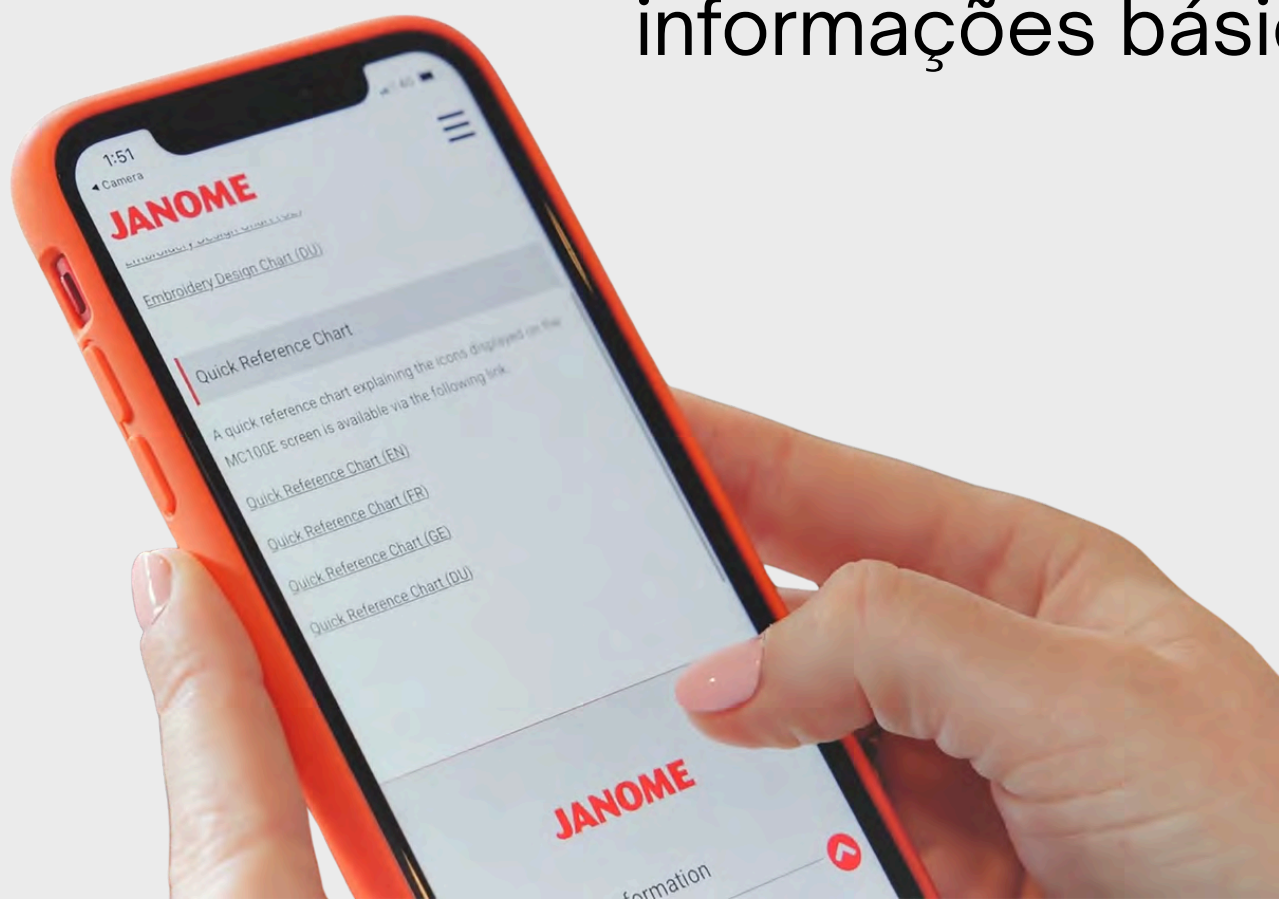 informações básic
1:51
4G
◂ Camera
JANOME
Embroidery Design Chart (DU)
Quick Reference Chart
A quick reference chart explaining the icons displayed on the
MC100E screen is available via the following link.
Quick Reference Chart (EN)
Quick Reference Chart (FR)
Quick Reference Chart (GE)
Quick Reference Chart (DU)
JANOME
formation